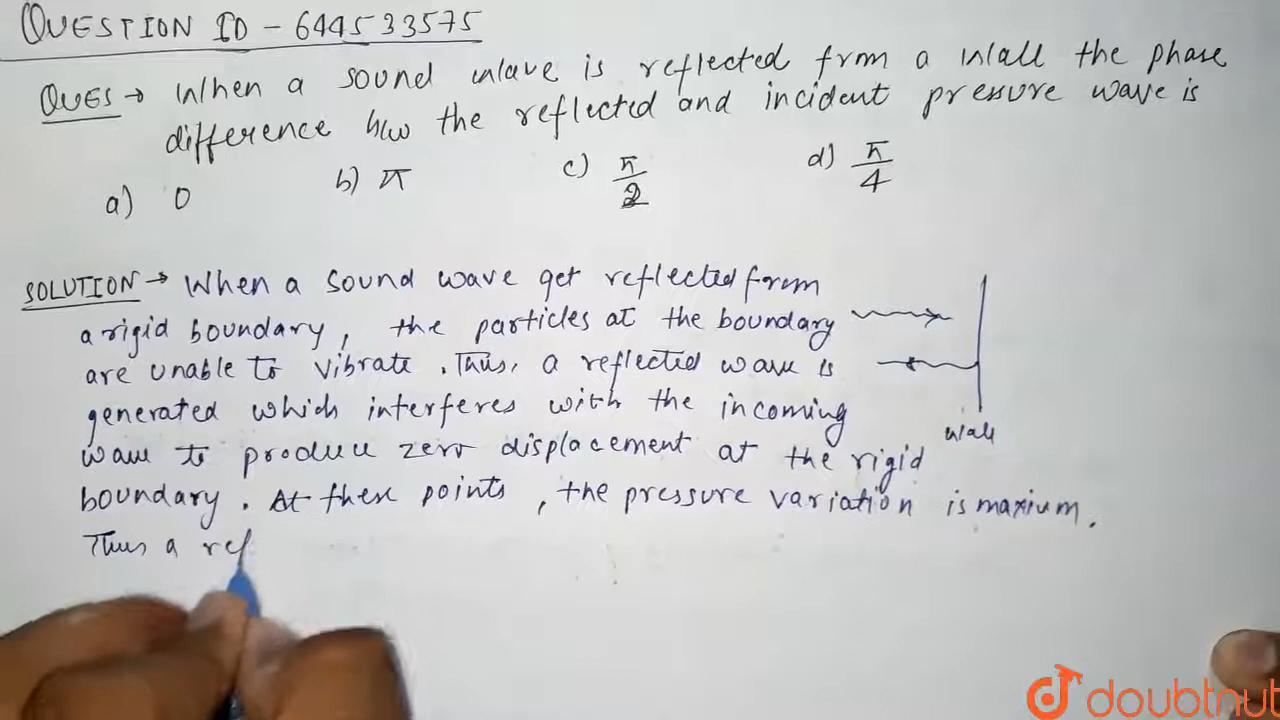 QUESTION ID - 644533575
QUES → When a sound wave is reflected frm a wall the phase
difference b/w the reflected and incident pressure wave is
a) 0 b) π c) π/2 d) π/4
SOLUTION → When a sound wave get reflected form
a rigid boundary, the particles at the boundary
are unable to vibrate. Thus, a reflected wave is
generated which interferes with the incoming
wave to produce zero displacement at the rigid
boundary. At these points, the pressure variation is maxium.
Thus a ref
wall
doubtnut